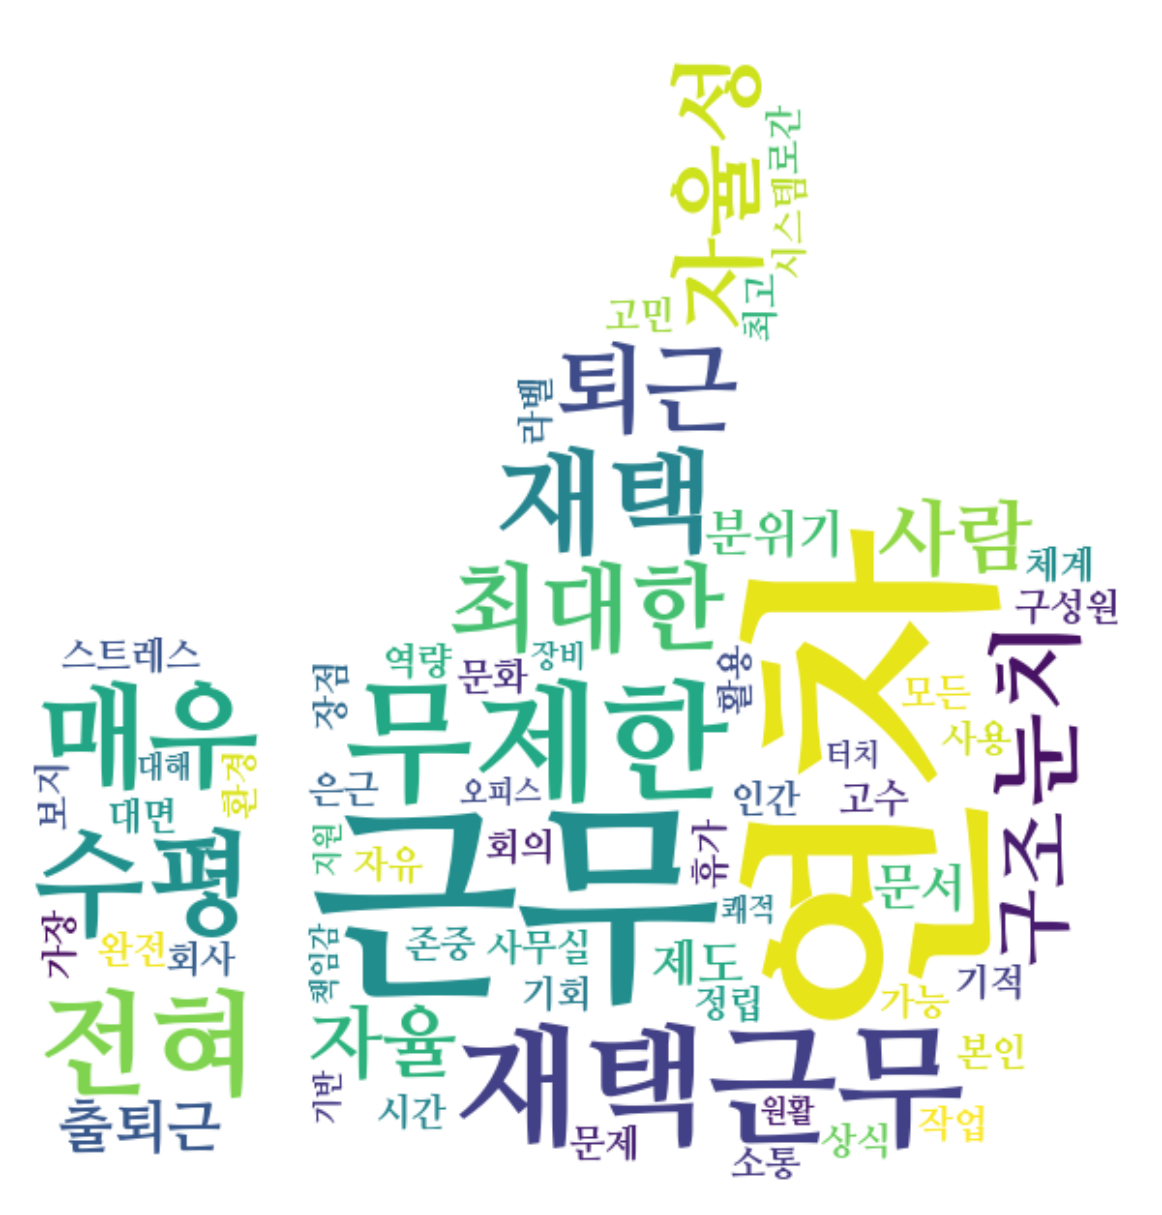 자율성
로간
시스템
최고
고민
퇴근
라벨
재택
분위기
사람
체계
구성원
최대한
연차
눈치
스트레스
역량
장비
문화
활용
장점
매우
무제한
모든
사용
대해
터치
보지
환경
은근
오피스
인간
고수
대면
수평
근무
지원
자유
회의
휴가
구조
문서
쾌적
가장
완전
회사
책임감
존중
사무실
제도
기적
기회
정립
가능
전혀
자율
재택근무
본인
기반
시간
원활
작업
출퇴근
문제
상식
소통